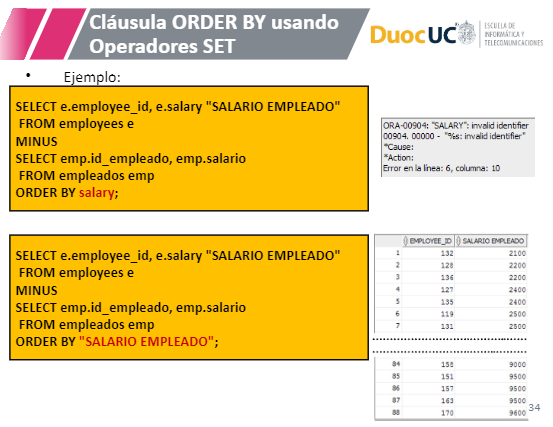 Cláusula ORDER BY usando
Operadores SET
DuocUC
ESCUELA DE
INFORMÁTICA Y
TELECOMUNICACIONES
• Ejemplo:
SELECT e.employee_id, e.salary "SALARIO EMPLEADO"
FROM employees e
MINUS
SELECT emp.id_empleado, emp.salario
FROM empleados emp
ORDER BY salary;
ORA-00904: "SALARY": invalid identifier
00904. 00000 - "%s: invalid identifier"
*Cause:
*Action:
Error en la línea: 6, columna: 10
SELECT e.employee_id, e.salary "SALARIO EMPLEADO"
FROM employees e
MINUS
SELECT emp.id_empleado, emp.salario
FROM empleados emp
ORDER BY "SALARIO EMPLEADO";
EMPLOYEE_ID SALARIO EMPLEADO
1 132 2100
2 128 2200
3 136 2200
4 127 2400
5 135 2400
6 119 2500
7 131 2500
84 158 9000
85 151 9500
86 157 9500
87 163 9500
88 170 9600
34